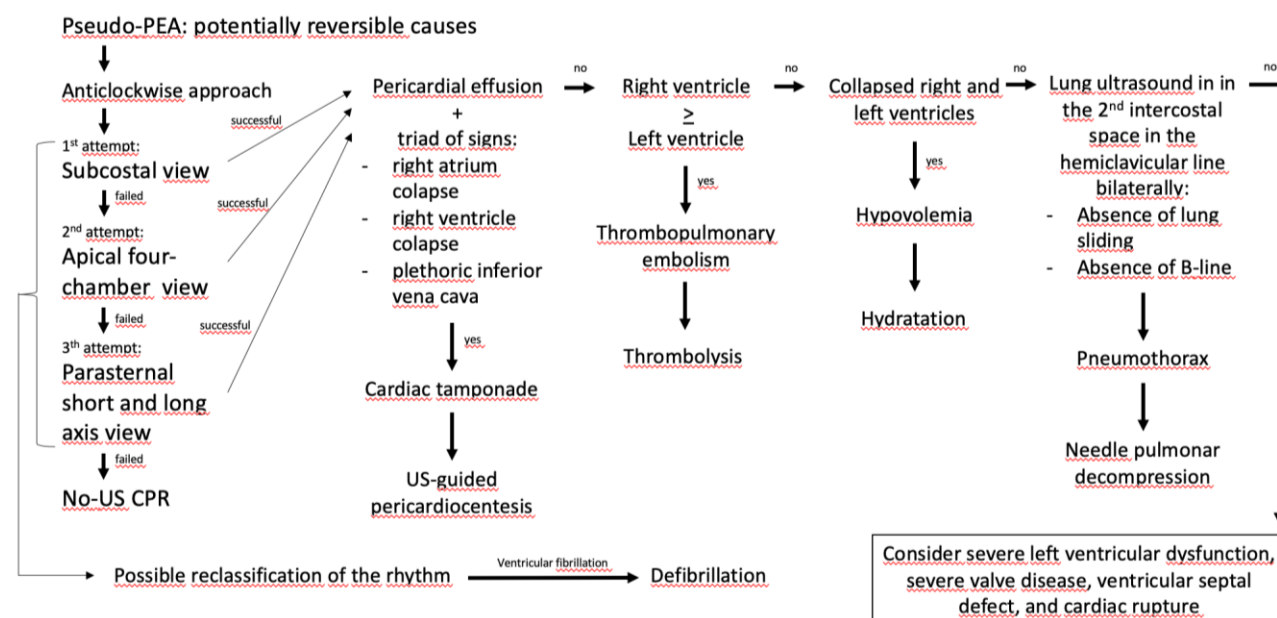 Pseudo-PEA: potentially reversible causes
Anticlockwise approach
1st attempt:
Subcostal view
failed
2nd attempt:
Apical four-
chamber view
failed
3th attempt:
Parasternal
short and long
axis view
failed
No-US CPR
successful
successful
successful
Pericardial effusion
+
triad of signs:
- right atrium
colapse
- right ventricle
colapse
- plethoric inferior
vena cava
yes
Cardiac tamponade
US-guided
pericardiocentesis
no
Right ventricle
≥
Left ventricle
yes
Thrombopulmonary
embolism
Thrombolysis
no
Collapsed right and
left ventricles
yes
Hypovolemia
Hydratation
no
Lung ultrasound in in
the 2nd intercostal
space in the
hemiclavicular line
bilaterally:
- Absence of lung
sliding
- Absence of B-line
Pneumothorax
Needle pulmonar
decompression
no
Possible reclassification of the rhythm
Ventricular fibrillation
Defibrillation
Consider severe left ventricular dysfunction,
severe valve disease, ventricular septal
defect, and cardiac rupture